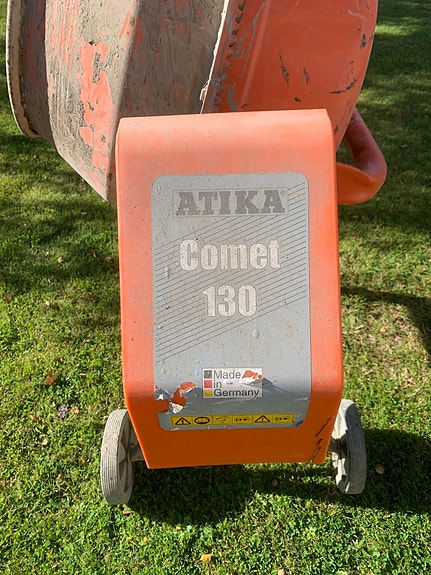 ATIKA®
Comet
130
Made
in
Germany